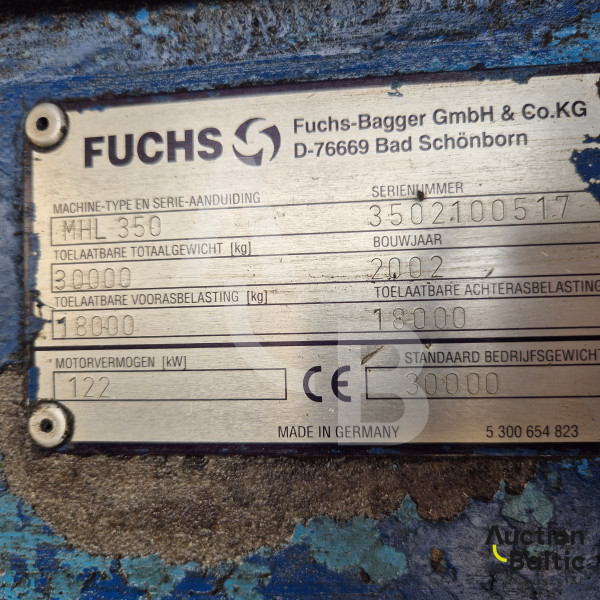 FUCHS
Fuchs-Bagger GmbH & Co.KG
D-76669 Bad Schönborn
MACHINE-TYPE EN SERIE-AANDUIDING
SERIENUMMER
MHL 350
3502100517
TOELAATBARE TOTAALGEWICHT [kg]
BOUWJAAR
30000
2002
TOELAATBARE VOORASBELASTING [kg]
TOELAATBARE ACHTERASBELASTING
18000
18000
MOTORVERMOGEN [kW]
STANDAARD BEDRIJFSGEWICHT
122
CE
30000
MADE IN GERMANY
5 300 654 823
B
Auction
Baltic